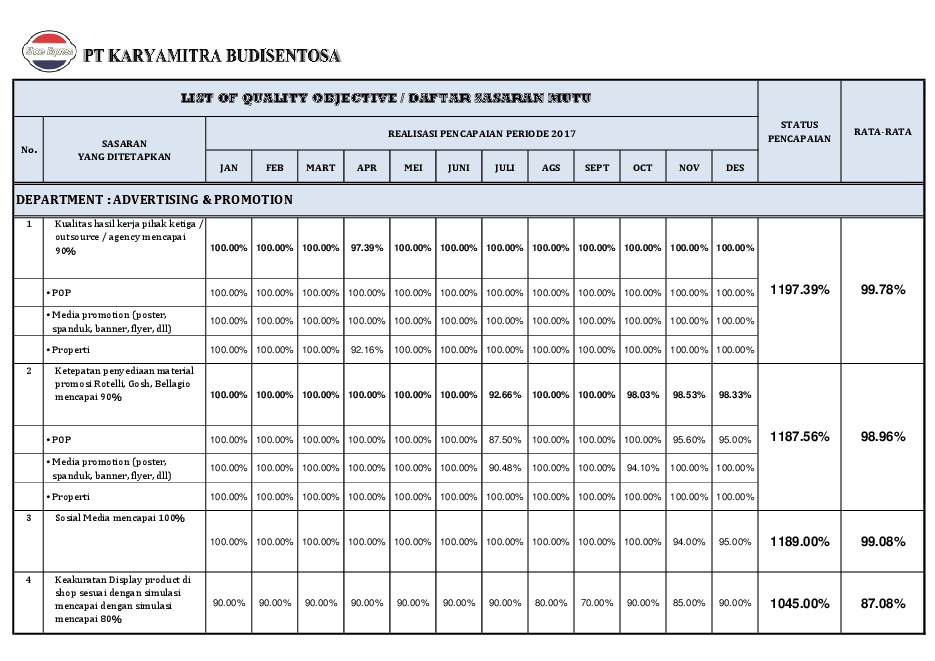 Shoe Express
PT KARYAMITRA BUDISENTOSA
LIST OF QUALITY OBJECTIVE / DAFTAR SASARAN MUTU
No.
SASARAN
YANG DITETAPKAN
REALISASI PENCAPAIAN PERIODE 2017
STATUS
PENCAPAIAN
RATA-RATA
JAN FEB MART APR MEI JUNI JULI AGS SEPT OCT NOV DES
DEPARTMENT : ADVERTISING & PROMOTION
1
Kualitas hasil kerja pihak ketiga /
outsource / agency mencapai
90%
100.00% 100.00% 100.00% 97.39% 100.00% 100.00% 100.00% 100.00% 100.00% 100.00% 100.00% 100.00%
1197.39% 99.78%
• POP 100.00% 100.00% 100.00% 100.00% 100.00% 100.00% 100.00% 100.00% 100.00% 100.00% 100.00% 100.00%
• Media promotion (poster,
spanduk, banner, flyer, dll)
100.00% 100.00% 100.00% 100.00% 100.00% 100.00% 100.00% 100.00% 100.00% 100.00% 100.00% 100.00%
• Properti 100.00% 100.00% 100.00% 92.16% 100.00% 100.00% 100.00% 100.00% 100.00% 100.00% 100.00% 100.00%
2
Ketepatan penyediaan material
promosi Rotelli, Gosh, Bellagio
mencapai 90%
100.00% 100.00% 100.00% 100.00% 100.00% 100.00% 92.66% 100.00% 100.00% 98.03% 98.53% 98.33%
1187.56% 98.96%
• POP 100.00% 100.00% 100.00% 100.00% 100.00% 100.00% 87.50% 100.00% 100.00% 100.00% 95.60% 95.00%
• Media promotion (poster,
spanduk, banner, flyer, dll)
100.00% 100.00% 100.00% 100.00% 100.00% 100.00% 90.48% 100.00% 100.00% 94.10% 100.00% 100.00%
• Properti 100.00% 100.00% 100.00% 100.00% 100.00% 100.00% 100.00% 100.00% 100.00% 100.00% 100.00% 100.00%
3
Sosial Media mencapai 100%
100.00% 100.00% 100.00% 100.00% 100.00% 100.00% 100.00% 100.00% 100.00% 100.00% 94.00% 95.00%
1189.00% 99.08%
4
Keakuratan Display product di
shop sesuai dengan simulasi
mencapai dengan simulasi
mencapai 80%
90.00% 90.00% 90.00% 90.00% 90.00% 90.00% 90.00% 80.00% 70.00% 90.00% 85.00% 90.00%
1045.00% 87.08%